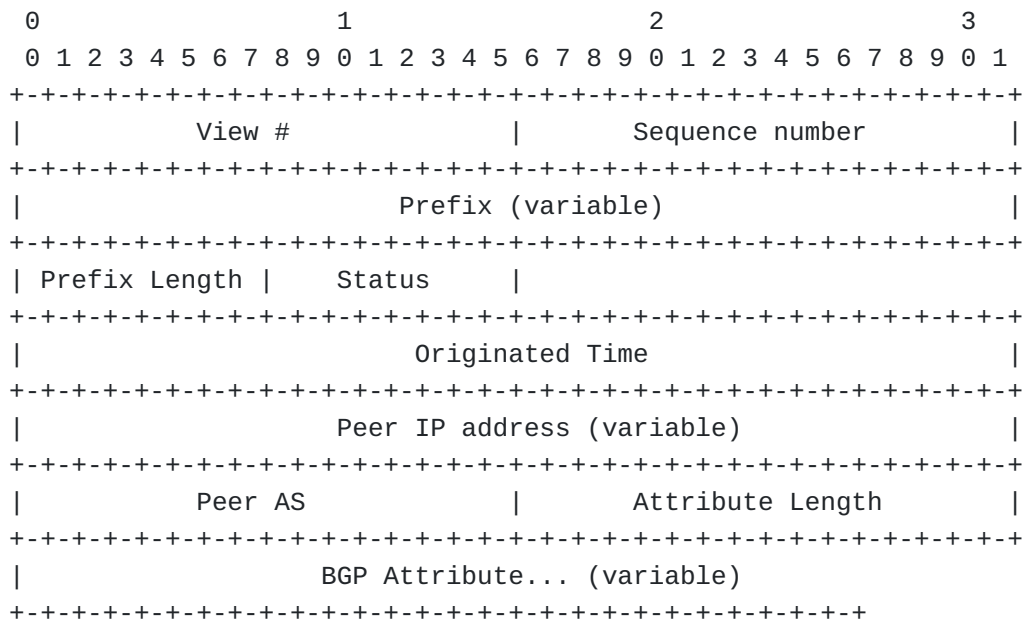 0                   1                   2                   3
 0 1 2 3 4 5 6 7 8 9 0 1 2 3 4 5 6 7 8 9 0 1 2 3 4 5 6 7 8 9 0 1
+-+-+-+-+-+-+-+-+-+-+-+-+-+-+-+-+-+-+-+-+-+-+-+-+-+-+-+-+-+-+-+-+
|           View #              |       Sequence number         |
+-+-+-+-+-+-+-+-+-+-+-+-+-+-+-+-+-+-+-+-+-+-+-+-+-+-+-+-+-+-+-+-+
|                        Prefix (variable)                      |
+-+-+-+-+-+-+-+-+-+-+-+-+-+-+-+-+-+-+-+-+-+-+-+-+-+-+-+-+-+-+-+-+
| Prefix Length |    Status     |
+-+-+-+-+-+-+-+-+-+-+-+-+-+-+-+-+-+-+-+-+-+-+-+-+-+-+-+-+-+-+-+-+
|                         Originated Time                       |
+-+-+-+-+-+-+-+-+-+-+-+-+-+-+-+-+-+-+-+-+-+-+-+-+-+-+-+-+-+-+-+-+
|                    Peer IP address (variable)                 |
+-+-+-+-+-+-+-+-+-+-+-+-+-+-+-+-+-+-+-+-+-+-+-+-+-+-+-+-+-+-+-+-+
|           Peer AS             |       Attribute Length        |
+-+-+-+-+-+-+-+-+-+-+-+-+-+-+-+-+-+-+-+-+-+-+-+-+-+-+-+-+-+-+-+-+
|                   BGP Attribute... (variable)
+-+-+-+-+-+-+-+-+-+-+-+-+-+-+-+-+-+-+-+-+-+-+-+-+-+-+-+